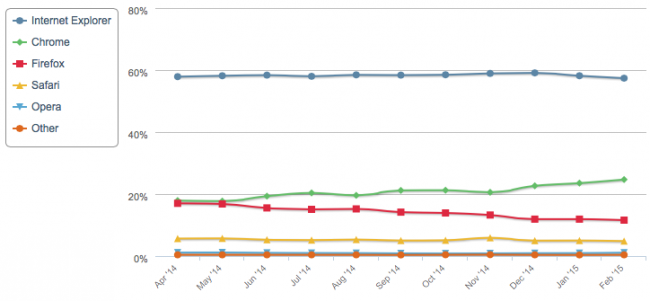 Internet Explorer
Chrome
Firefox
Safari
Opera
Other
80%
60%
40%
20%
0%
Apr '14
May '14
Jun '14
Jul '14
Aug '14
Sep '14
Oct '14
Nov '14
Dec '14
Jan '15
Feb '15